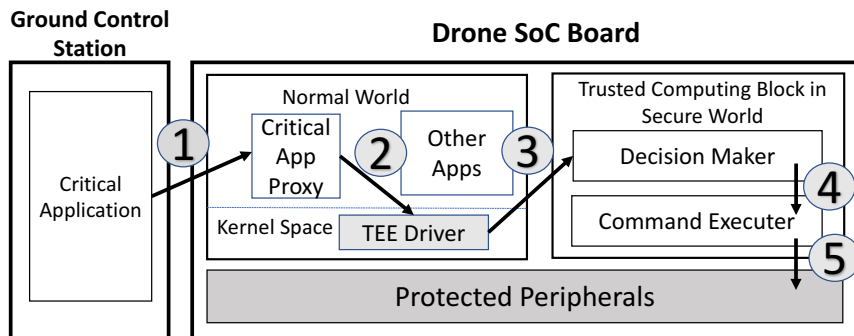 Ground Control
Station
Drone SoC Board
Critical
Application
1
Normal World
Critical
App
Proxy
2
Other
Apps
3
Kernel Space
TEE Driver
Trusted Computing Block in
Secure World
Decision Maker
4
Command Executer
5
Protected Peripherals